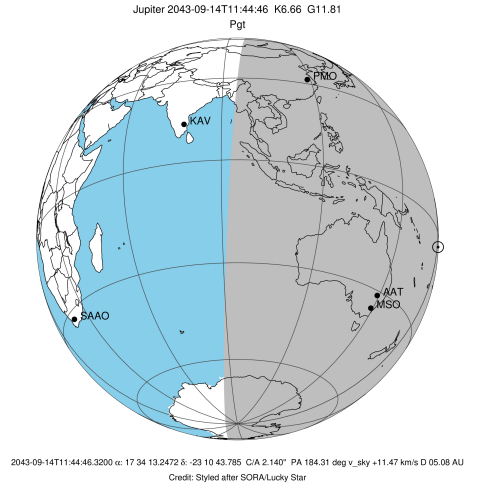 Jupiter 2043-09-14T11:44:46 K6.66 G11.81
Pgt
PMO
KAV
AAT
MSO
SAAO
2043-09-14T11:44:46.3200 α: 17 34 13.2472 δ: -23 10 43.785 C/A 2.140" PA 184.31 deg v_sky +11.47 km/s D 05.08 AU
Credit: Styled after SORA/Lucky Star